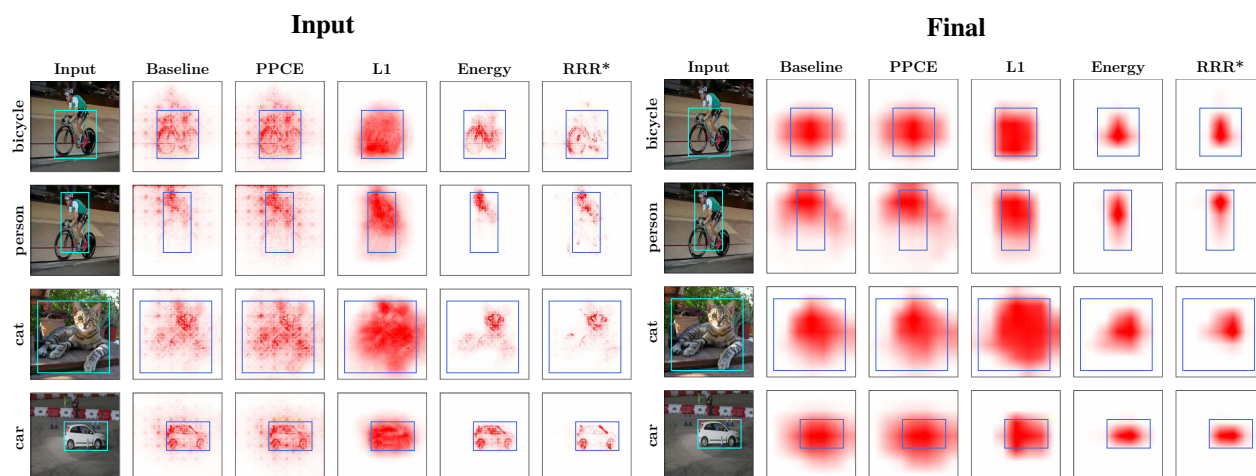 Input
Input Baseline PPCE L1 Energy RRR*
bicycle
person
cat
car
Final
Input Baseline PPCE L1 Energy RRR*
bicycle
person
cat
car